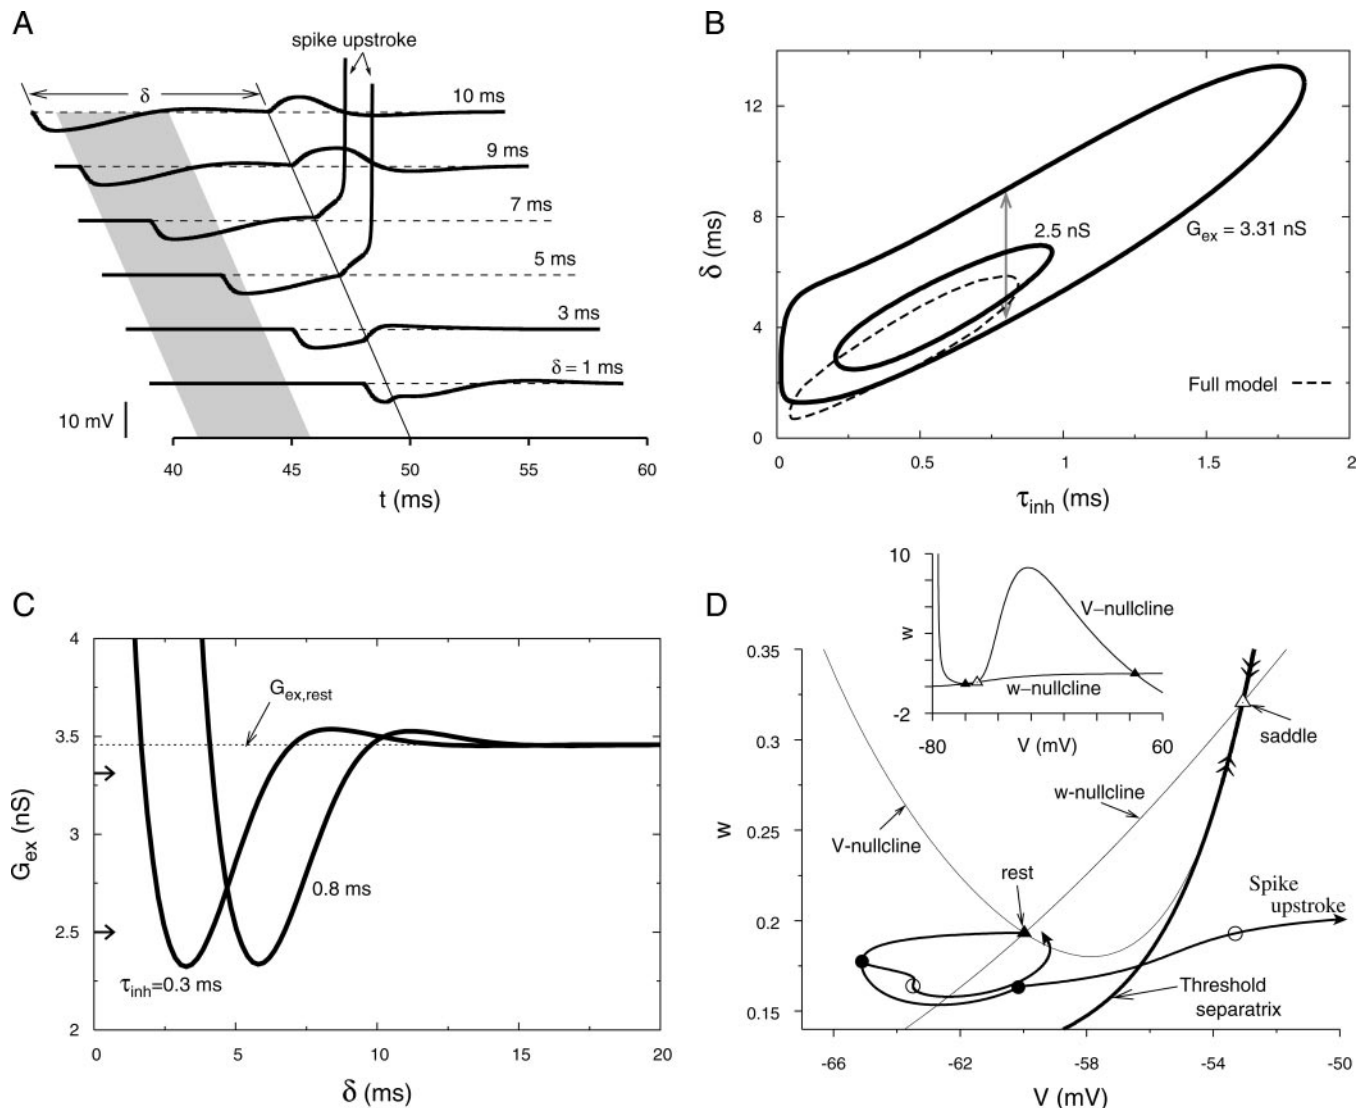 A
spike upstroke
δ
10 ms
9 ms
7 ms
5 ms
3 ms
δ = 1 ms
10 mV
40 45 50 55 60
t (ms)
B
12
8
4
0
δ (ms)
2.5 nS
G_ex = 3.31 nS
Full model
0 0.5 1 1.5 2
τ_inh (ms)
C
4
3.5
3
2.5
2
G_ex (nS)
G_ex,rest
0.8 ms
τ_inh=0.3 ms
0 5 10 15 20
δ (ms)
D
10
w
-2
V–nullcline
w–nullcline
-80 60
V (mV)
0.35
0.3
0.25
0.2
0.15
w
saddle
w-nullcline
V-nullcline
rest
Spike
upstroke
Threshold
separatrix
-66 -62 -58 -54 -50
V (mV)